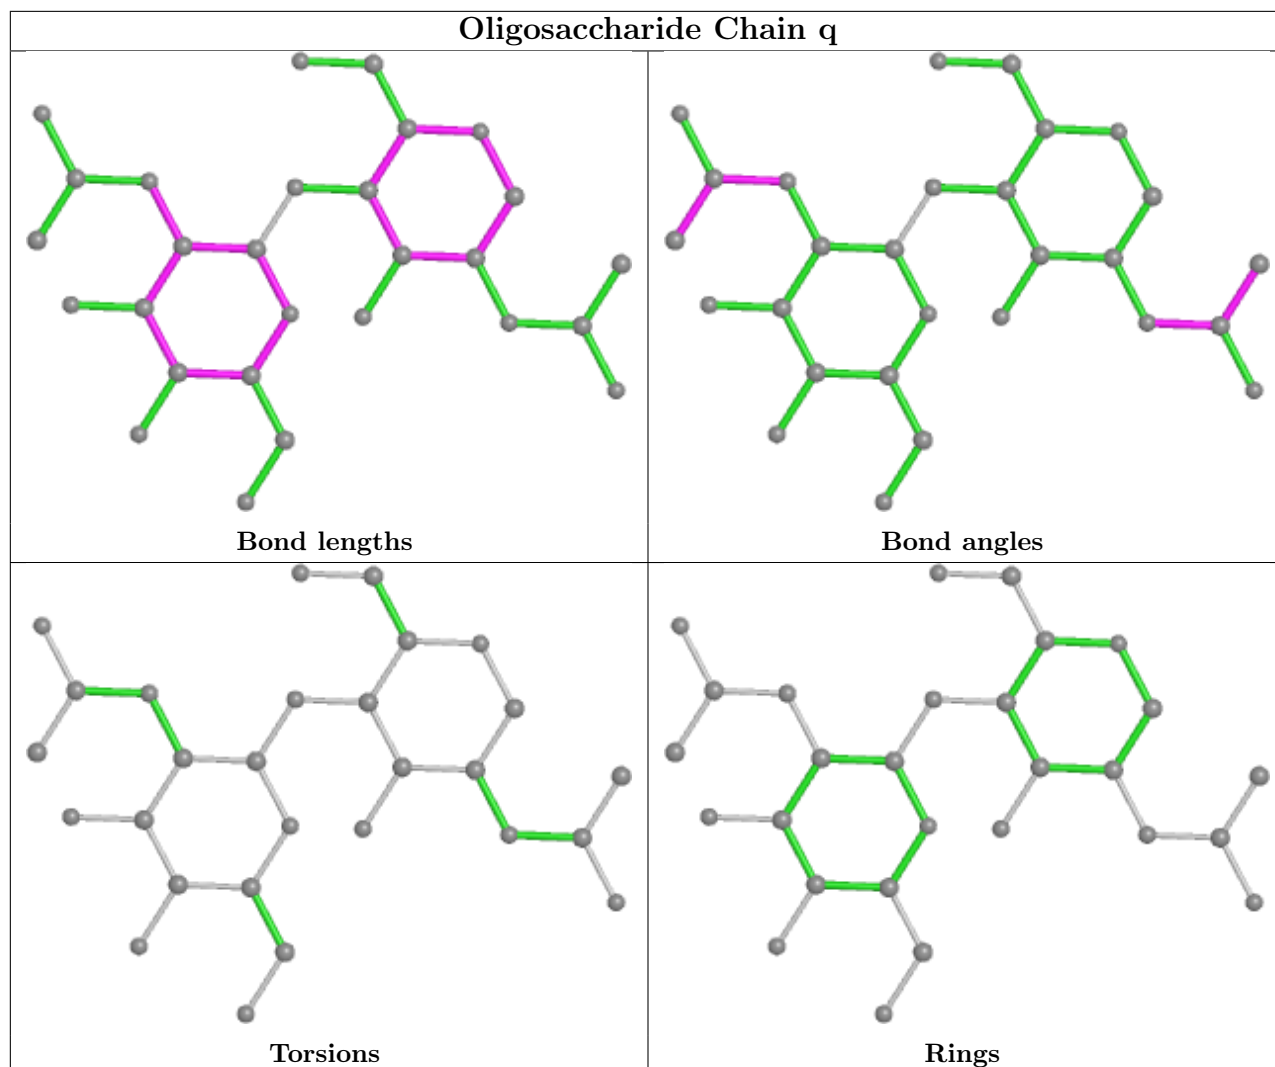 Oligosaccharide Chain q
Bond lengths
Bond angles
Torsions
Rings